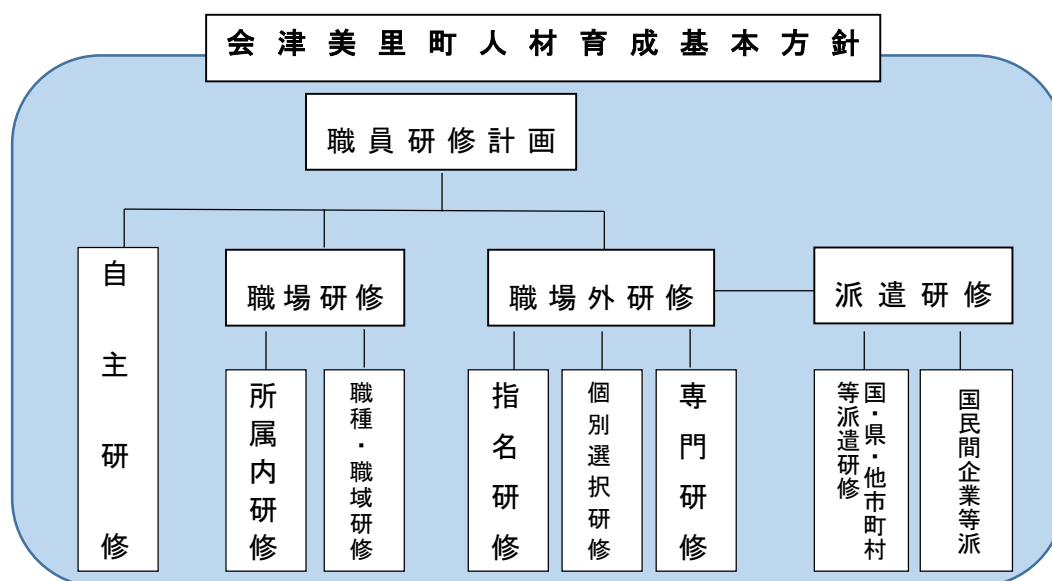 会津美里町人材育成基本方針
職員研修計画
自主研修
職場研修
職場外研修
派遣研修
所属内研修
職種・職域研修
指名研修
個別選択研修
専門研修
国・県・他市町村
等派遣研修
国民間企業等派